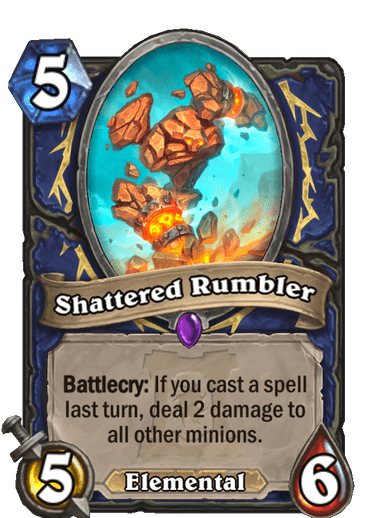 5
Shattered Rumbler
Battlecry: If you cast a spell
last turn, deal 2 damage to
all other minions.
5
Elemental
6